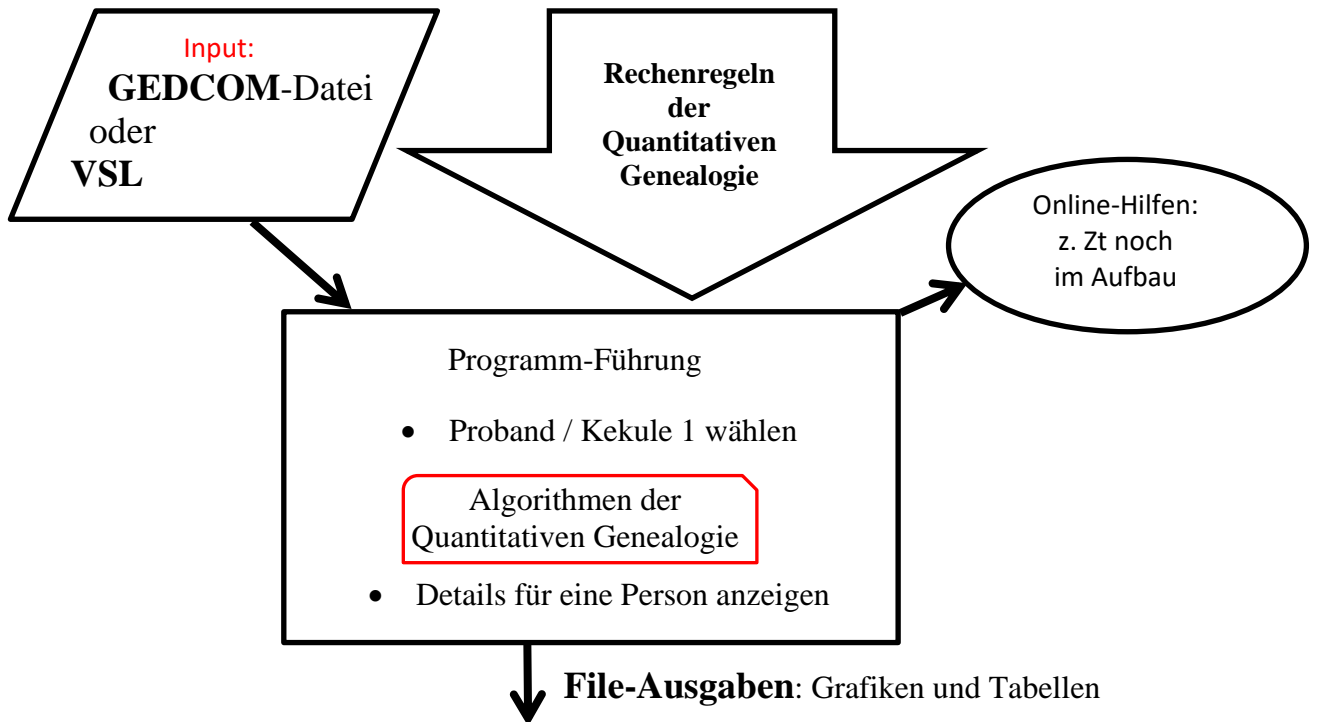 Input:
GEDCOM-Datei
oder
VSL
Rechenregeln
der
Quantitativen
Genealogie
Online-Hilfen:
z. Zt noch
im Aufbau
Programm-Führung
• Proband / Kekule 1 wählen
Algorithmen der
Quantitativen Genealogie
• Details für eine Person anzeigen
File-Ausgaben: Grafiken und Tabellen